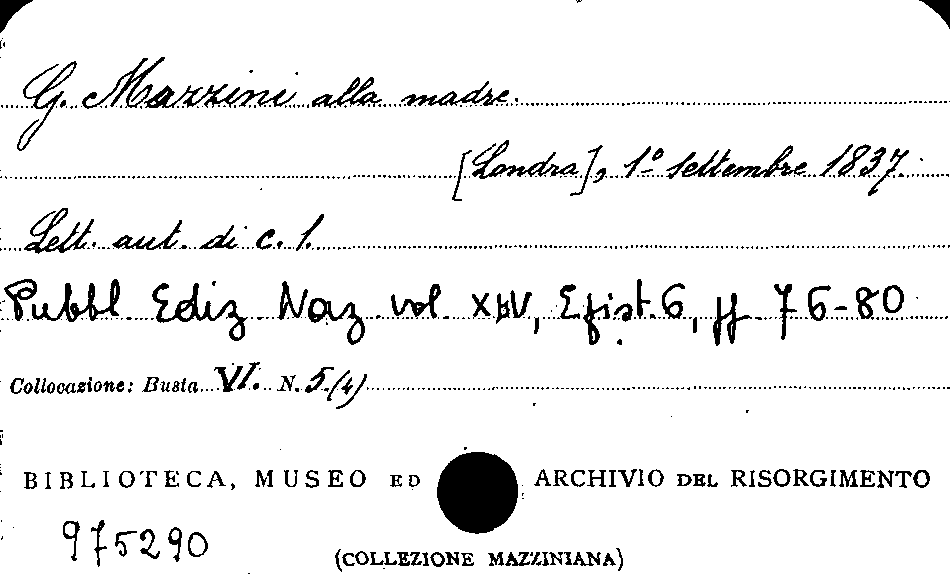 G. Mazzini alla madre.
[Londra], 1º settembre 1837.
Lett. aut. di c. 1.
Pubbl. Ediz Naz vol. XIV, Epist. 6, pp. 76-80
Collocazione: Busta VI. N. 5.(4)
BIBLIOTECA, MUSEO ED ARCHIVIO DEL RISORGIMENTO
975290
(COLLEZIONE MAZZINIANA)